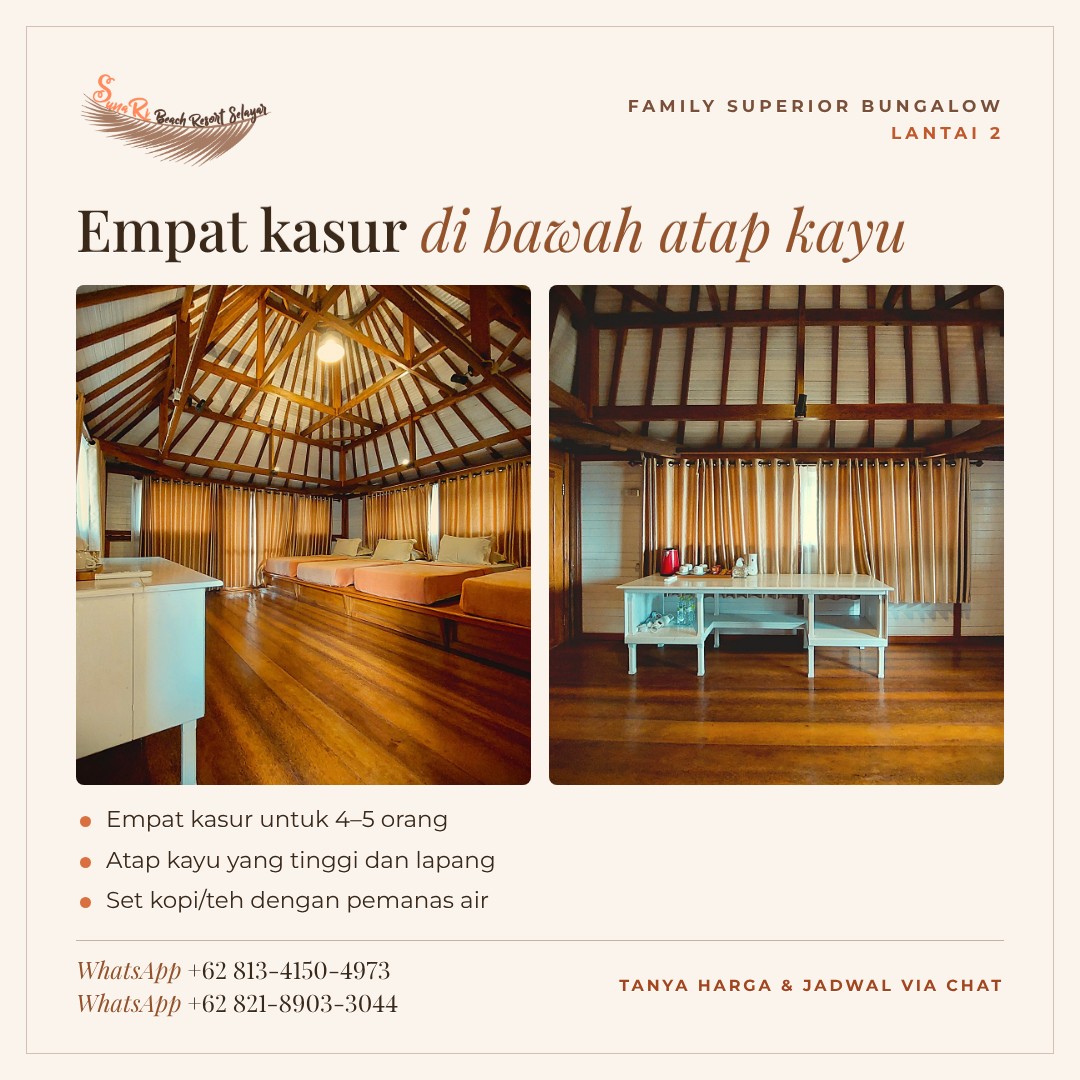 SunaRi Beach Resort Selayar
FAMILY SUPERIOR BUNGALOW
LANTAI 2
Empat kasur di bawah atap kayu
Empat kasur untuk 4–5 orang
Atap kayu yang tinggi dan lapang
Set kopi/teh dengan pemanas air
WhatsApp +62 813-4150-4973
WhatsApp +62 821-8903-3044
TANYA HARGA & JADWAL VIA CHAT